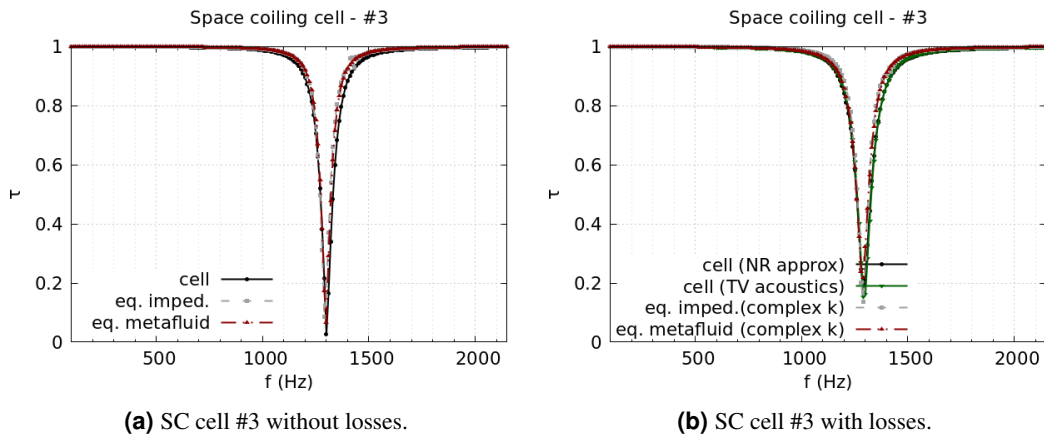 Space coiling cell - #3
1
0.8
0.6
0.4
0.2
0
τ
cell
eq. imped.
eq. metafluid
500 1000 1500 2000
f (Hz)
(a) SC cell #3 without losses.
Space coiling cell - #3
1
0.8
0.6
0.4
0.2
0
τ
cell (NR approx)
cell (TV acoustics)
eq. imped.(complex k)
eq. metafluid (complex k)
500 1000 1500 2000
f (Hz)
(b) SC cell #3 with losses.